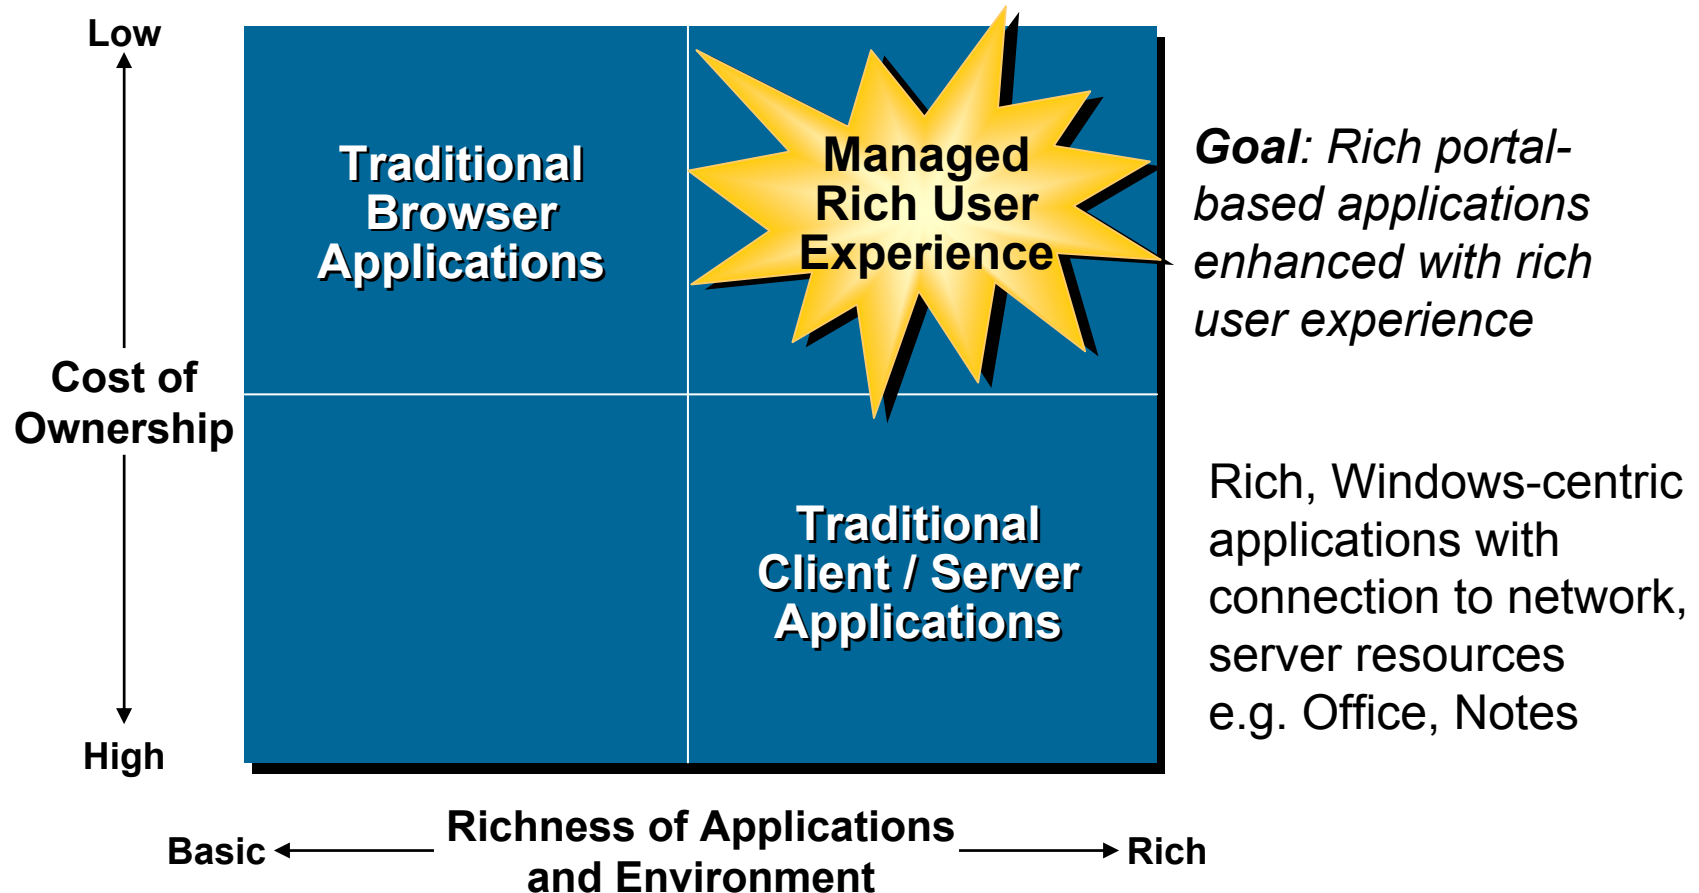 Low
Cost of
Ownership
High
Traditional
Browser
Applications
Managed
Rich User
Experience
Traditional
Client / Server
Applications
Goal: Rich portal-
based applications
enhanced with rich
user experience
Rich, Windows-centric
applications with
connection to network,
server resources
e.g. Office, Notes
Basic
Richness of Applications
and Environment
Rich